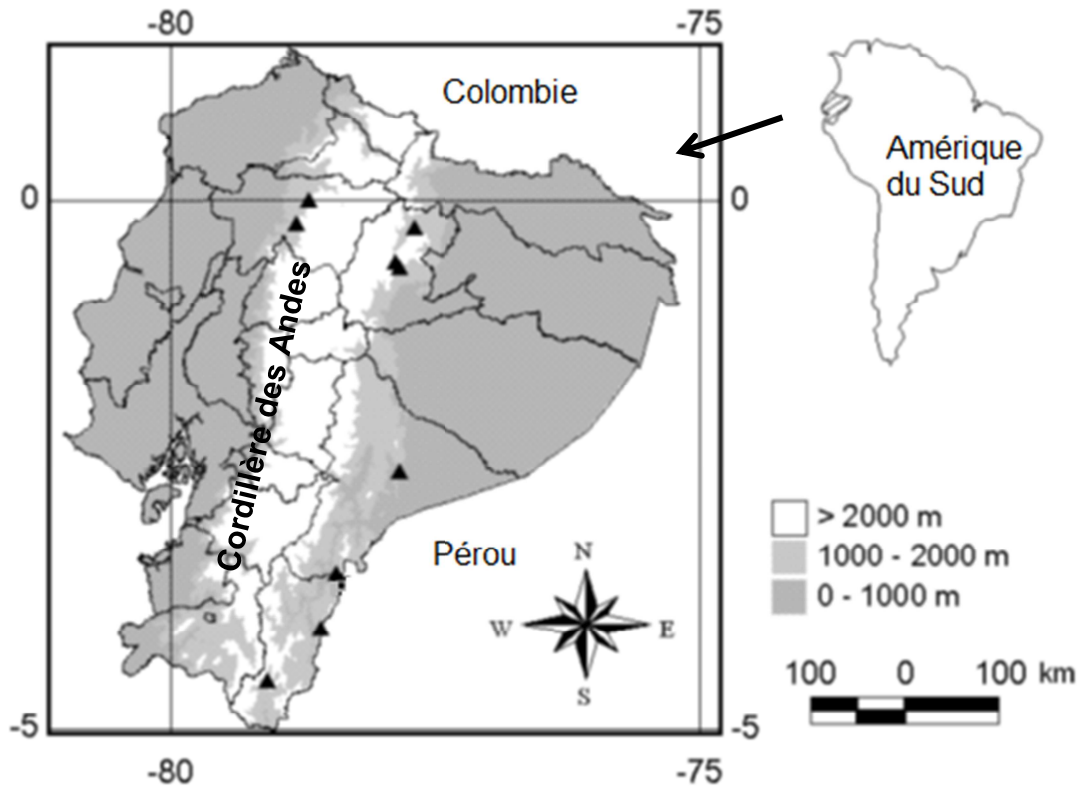 -80
-75
Colombie
Amérique
du Sud
0
0
Cordillère des Andes
Pérou
> 2000 m
1000 - 2000 m
0 - 1000 m
N
W
E
S
100
0
100 km
-5
-5
-80
-75